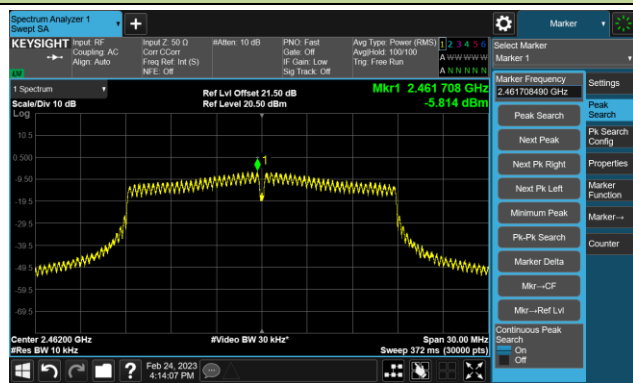 Spectrum Analyzer 1
Swept SA
+
Marker
KEYSIGHT
Input: RF
Coupling: AC
Align: Auto
Input Z: 50 Ω
Corr CCorr
Freq Ref: Int (S)
NFE: Off
#Atten: 10 dB
PNO: Fast
Gate: Off
IF Gain: Low
Sig Track: Off
Avg Type: Power (RMS)
Avg|Hold: 100/100
Trig: Free Run
1 2 3 4 5 6
A WW WW W
A N N N N N
LXI
Select Marker
Marker 1
1 Spectrum
Scale/Div 10 dB
Log
Ref Lvl Offset 21.50 dB
Ref Level 20.50 dBm
Mkr1 2.461 708 GHz
-5.814 dBm
10.5
0.500
-9.50
-19.5
-29.5
-39.5
-49.5
-59.5
-69.5
1
Center 2.46200 GHz
#Res BW 10 kHz
#Video BW 30 kHz*
Span 30.00 MHz
Sweep 372 ms (30000 pts)
Marker Frequency
2.461708490 GHz
Peak Search
Next Peak
Next Pk Right
Next Pk Left
Minimum Peak
Pk-Pk Search
Marker Delta
Mkr→CF
Mkr→Ref Lvl
Continuous Peak
Search
On
Off
Settings
Peak
Search
Pk Search
Config
Properties
Marker
Function
Marker→
Counter
?
Feb 24, 2023
4:14:07 PM